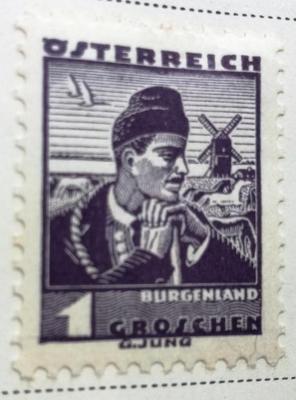 ÖSTERREICH
BURGENLAND
1 GROSCHEN
G.JUNG